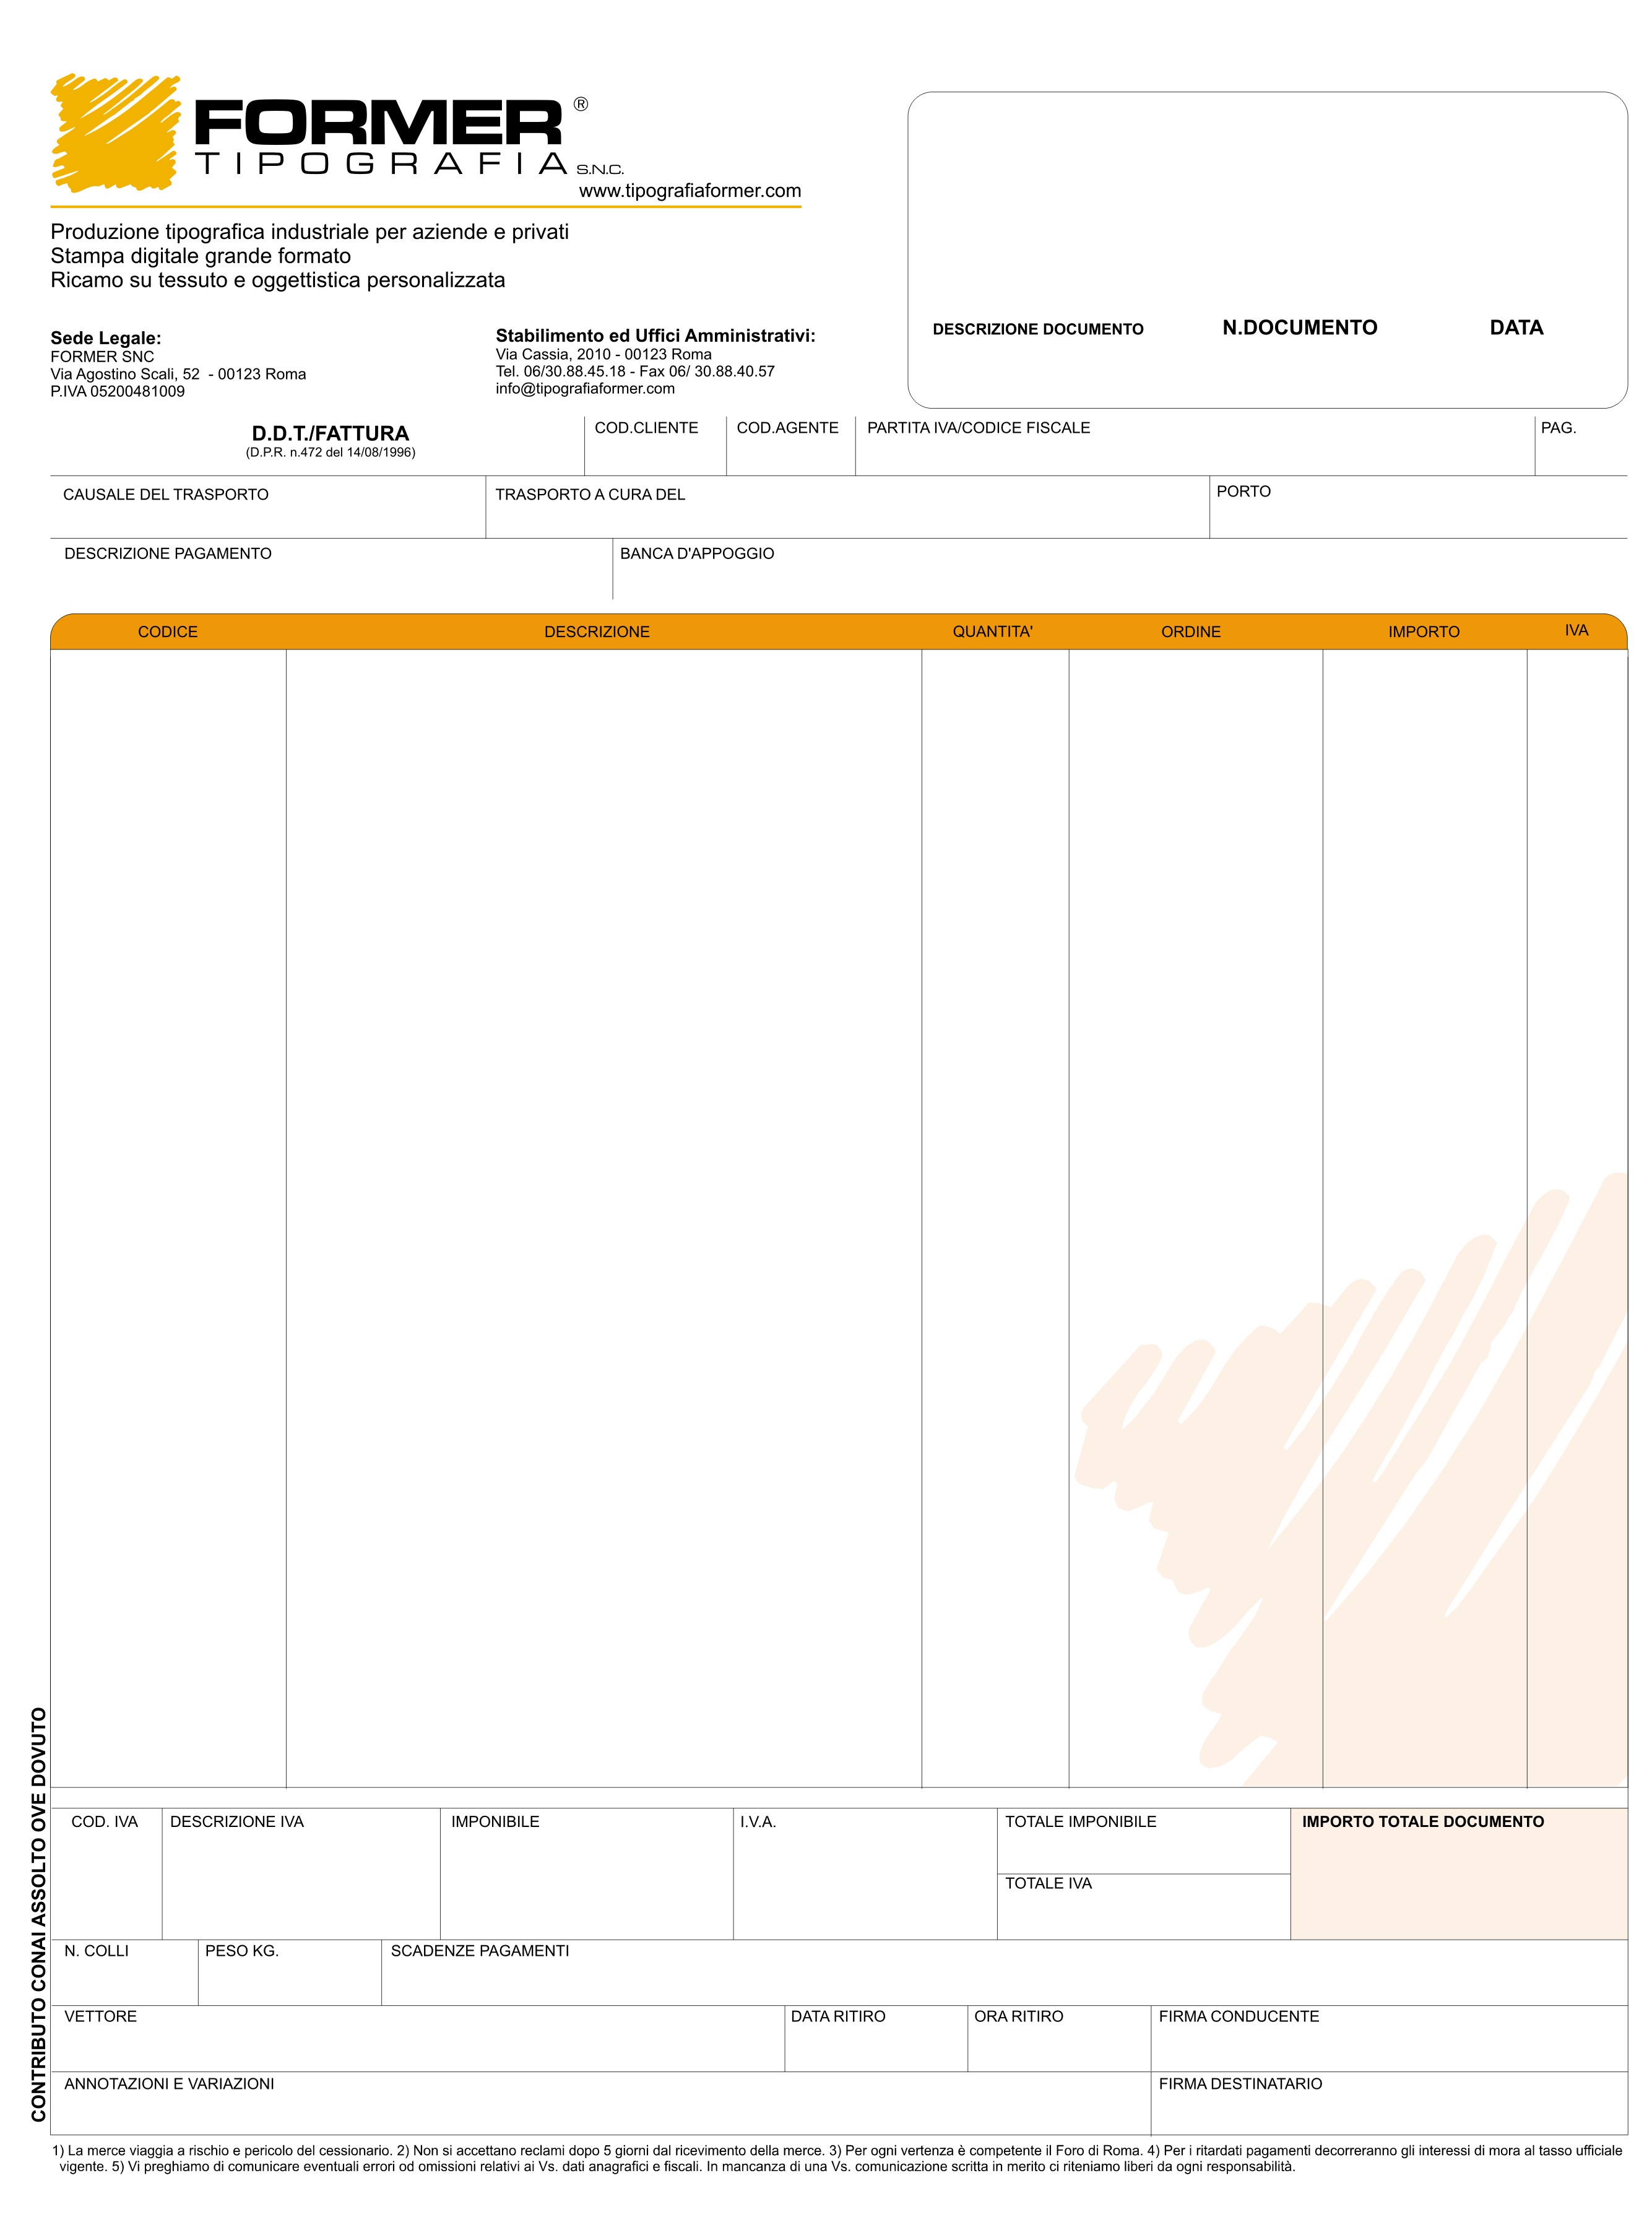 FORMER ®
TIPOGRAFIA S.N.C.
www.tipografiaformer.com
Produzione tipografica industriale per aziende e privati
Stampa digitale grande formato
Ricamo su tessuto e oggettistica personalizzata
Sede Legale:
FORMER SNC
Via Agostino Scali, 52 - 00123 Roma
P.IVA 05200481009
Stabilimento ed Uffici Amministrativi:
Via Cassia, 2010 - 00123 Roma
Tel. 06/30.88.45.18 - Fax 06/ 30.88.40.57
info@tipografiaformer.com
DESCRIZIONE DOCUMENTO N.DOCUMENTO DATA
D.D.T./FATTURA
(D.P.R. n.472 del 14/08/1996)
COD.CLIENTE COD.AGENTE PARTITA IVA/CODICE FISCALE PAG.
CAUSALE DEL TRASPORTO TRASPORTO A CURA DEL PORTO
DESCRIZIONE PAGAMENTO BANCA D'APPOGGIO
CODICE DESCRIZIONE QUANTITA' ORDINE IMPORTO IVA
CONTRIBUTO CONAI ASSOLTO OVE DOVUTO
COD. IVA DESCRIZIONE IVA IMPONIBILE I.V.A. TOTALE IMPONIBILE IMPORTO TOTALE DOCUMENTO
TOTALE IVA
N. COLLI PESO KG. SCADENZE PAGAMENTI
VETTORE DATA RITIRO ORA RITIRO FIRMA CONDUCENTE
ANNOTAZIONI E VARIAZIONI FIRMA DESTINATARIO
1) La merce viaggia a rischio e pericolo del cessionario. 2) Non si accettano reclami dopo 5 giorni dal ricevimento della merce. 3) Per ogni vertenza è competente il Foro di Roma. 4) Per i ritardati pagamenti decorreranno gli interessi di mora al tasso ufficiale
vigente. 5) Vi preghiamo di comunicare eventuali errori od omissioni relativi ai Vs. dati anagrafici e fiscali. In mancanza di una Vs. comunicazione scritta in merito ci riteniamo liberi da ogni responsabilità.